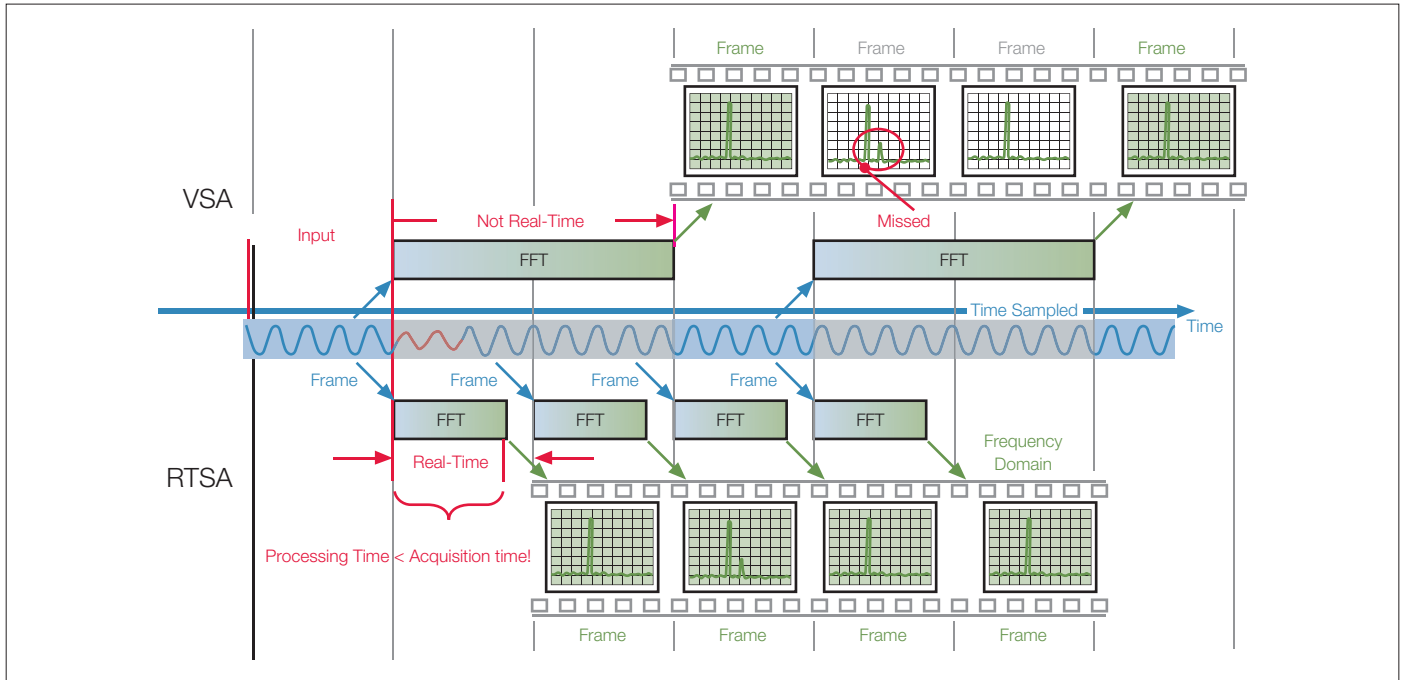 Frame Frame Frame Frame
VSA
Not Real-Time
Missed
Input
FFT FFT
Time Sampled
Time
Frame Frame Frame Frame
FFT FFT FFT FFT
Frequency
Domain
Real-Time
RTSA
Processing Time < Acquisition time!
Frame Frame Frame Frame